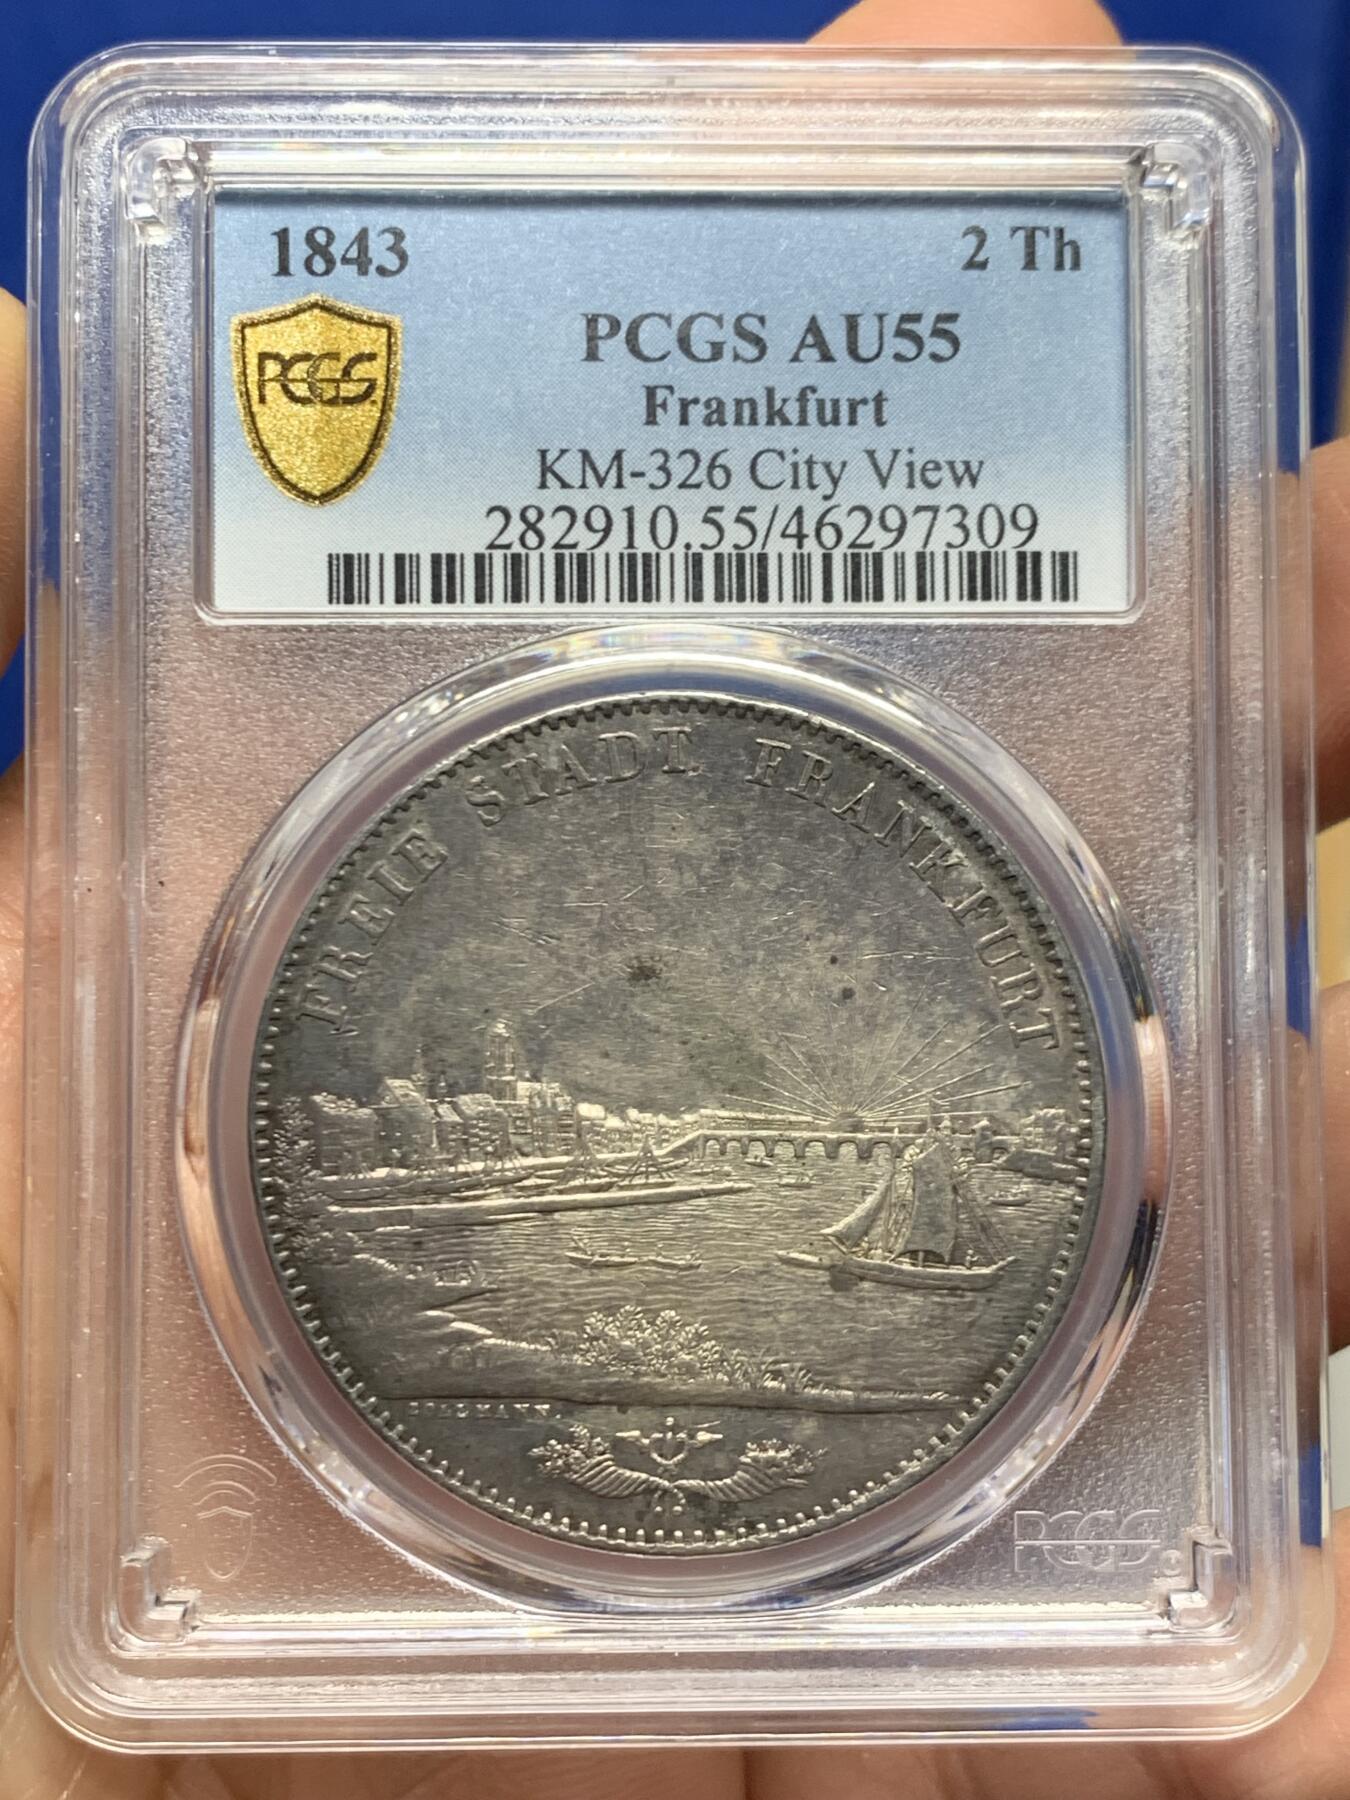 1843 2 Th
PCGS
PCGS AU55
Frankfurt
KM-326 City View
282910.55/46297309
FREIE STADT FRANKFURT
PCGS